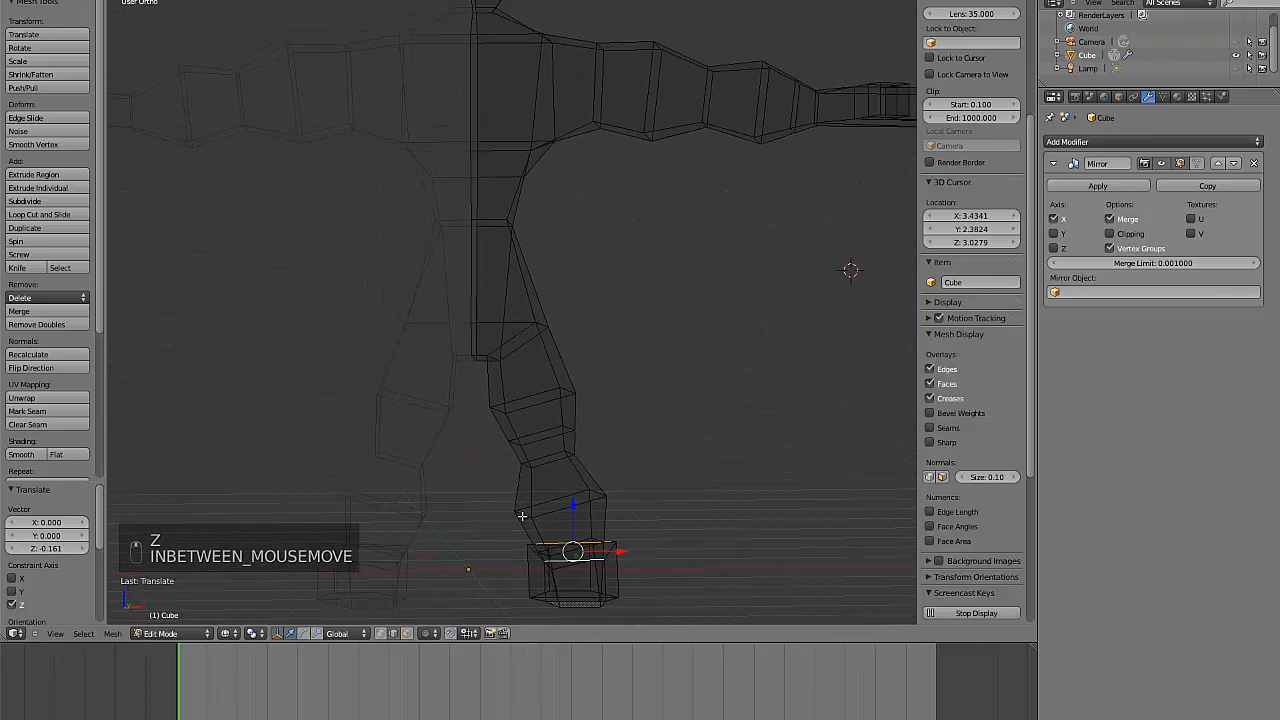 Mesh Tools
Transform:
Translate
Rotate
Scale
Shrink/Fatten
Push/Pull
Deform:
Edge Slide
Noise
Smooth Vertex
Add:
Extrude Region
Extrude Individual
Subdivide
Loop Cut and Slide
Duplicate
Spin
Screw
Knife
Select
Remove:
Delete
Merge
Remove Doubles
Normals:
Recalculate
Flip Direction
UV Mapping:
Unwrap
Mark Seam
Clear Seam
Shading:
Smooth
Flat
Repeat:
Translate
Vector
X: 0.000
Y: 0.000
Z: -0.161
Constraint Axis
X
Y
Z
Orientation
User Ortho
Z
INBETWEEN_MOUSEMOVE
Last: Translate
(1) Cube
View
Select
Mesh
Edit Mode
Global
Lens: 35.000
Lock to Object:
Lock to Cursor
Lock Camera to View
Clip:
Start: 0.100
End: 1000.000
Local Camera
Camera
Render Border
3D Cursor
Location:
X: 3.4341
Y: 2.3824
Z: 3.0279
Item
Cube
Display
Motion Tracking
Mesh Display
Overlays:
Edges
Faces
Creases
Bevel Weights
Seams
Sharp
Normals:
Size: 0.10
Numerics:
Edge Length
Face Angles
Face Area
Background Images
Transform Orientations
Screencast Keys
Stop Display
View
Search
All Scenes
RenderLayers
World
Camera
Cube
Lamp
Cube
Add Modifier
Mirror
Apply
Copy
Axis:
Options:
Textures:
X
Merge
U
Y
Clipping
V
Z
Vertex Groups
Merge Limit: 0.001000
Mirror Object: